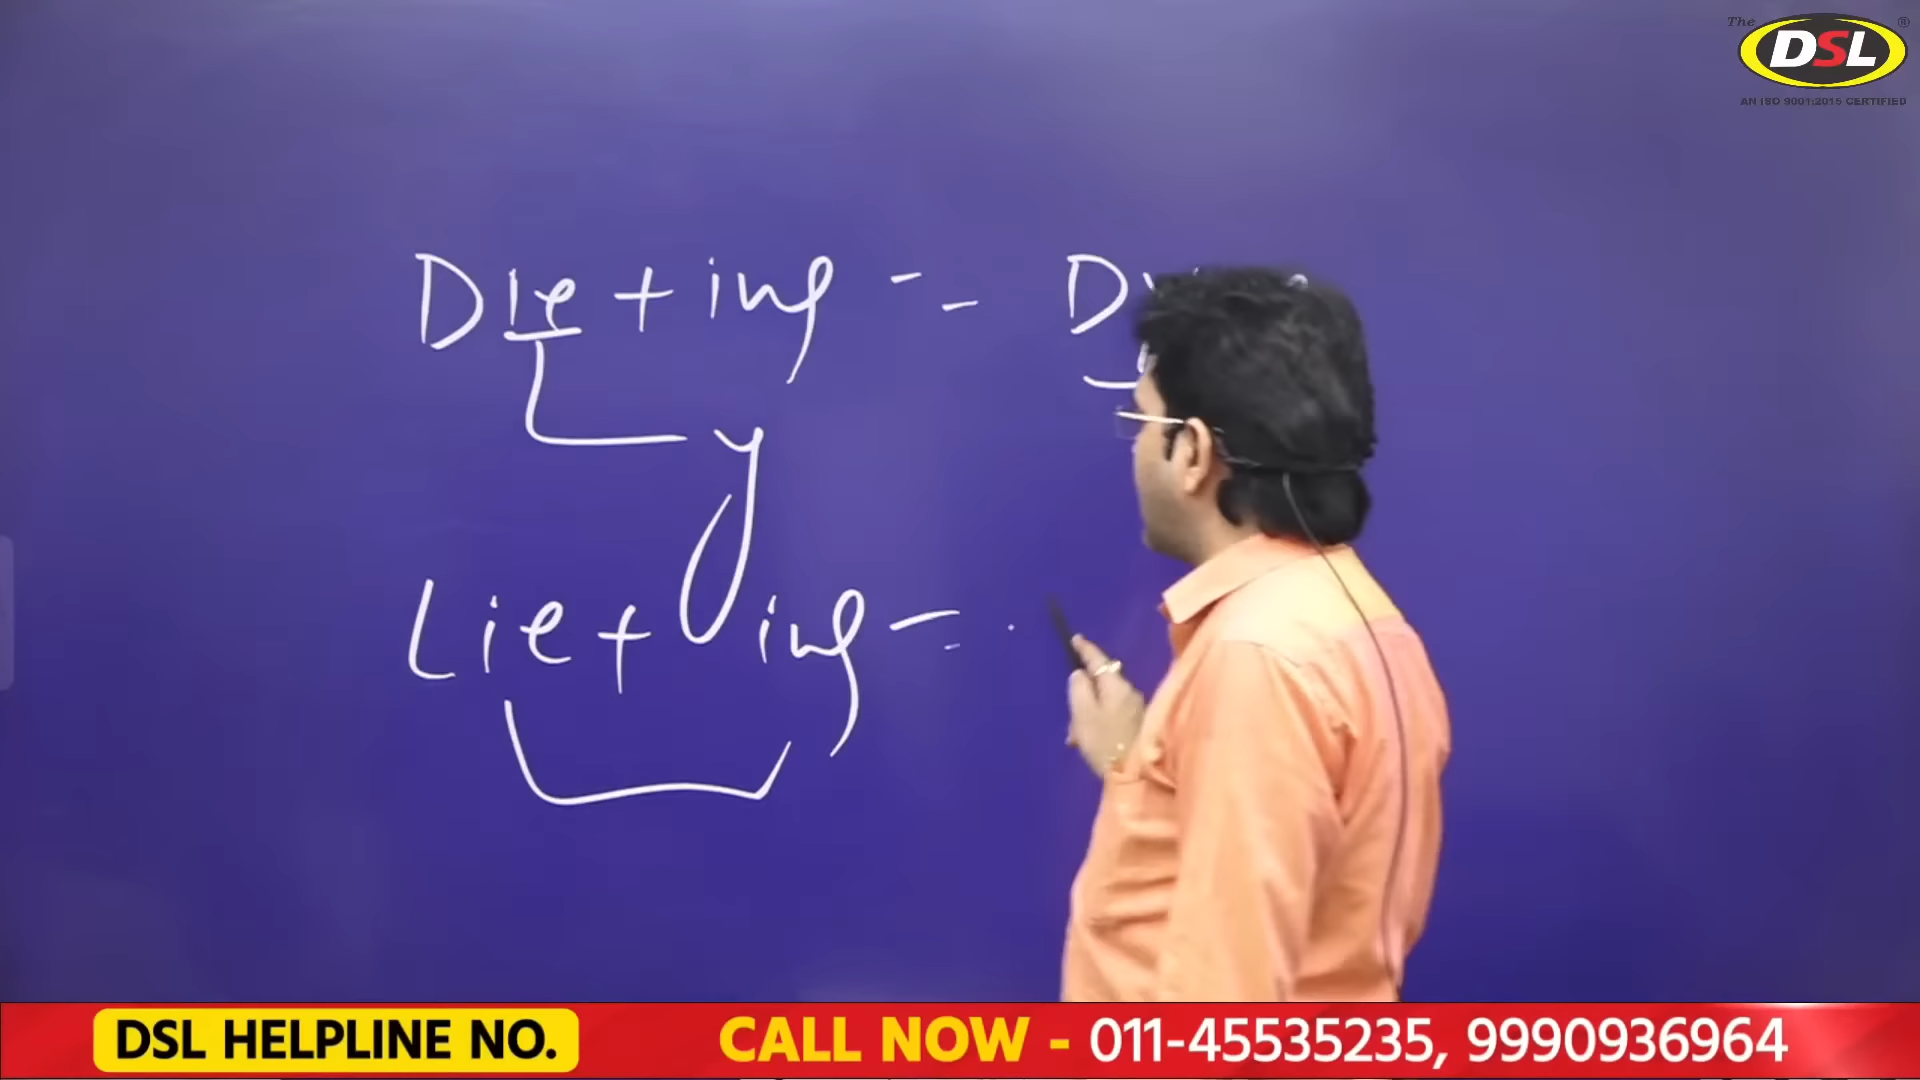 The
DSL
®
AN ISO 9001:2015 CERTIFIED
Die + ing =
y
Lie + ing =
DSL HELPLINE NO.
CALL NOW - 011-45535235, 9990936964